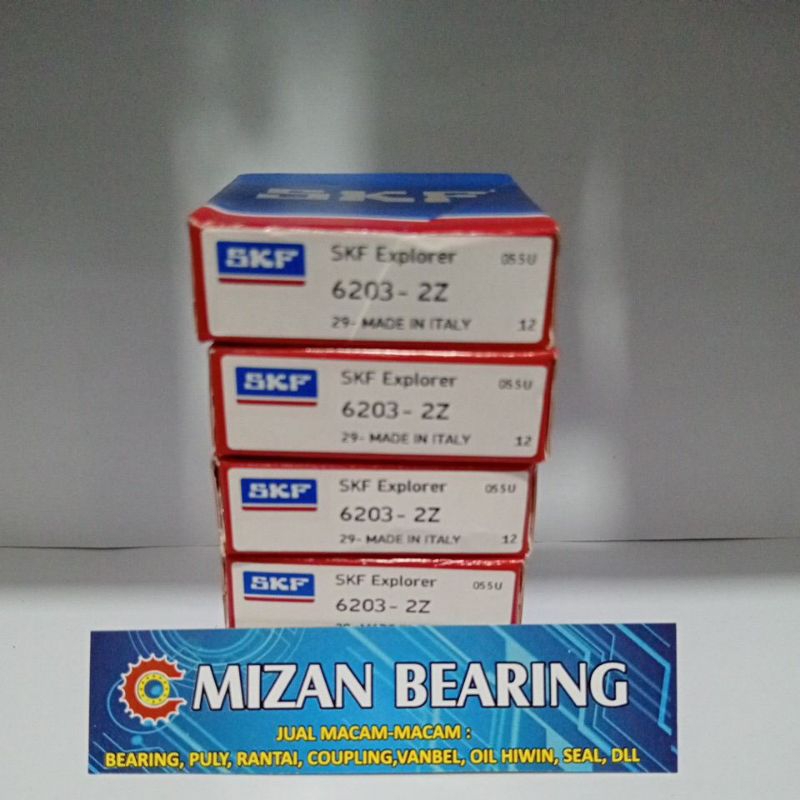 SKF
SKF
SKF Explorer
055U
6203-2Z
29- MADE IN ITALY
12
SKF
SKF Explorer
055U
6203-2Z
29- MADE IN ITALY
12
SKF
SKF Explorer
055U
6203-2Z
29- MADE IN ITALY
12
SKF
SKF Explorer
055U
6203-2Z
MIZAN BEARING
JUAL MACAM-MACAM :
BEARING, PULY, RANTAI, COUPLING,VANBEL, OIL HIWIN, SEAL, DLL